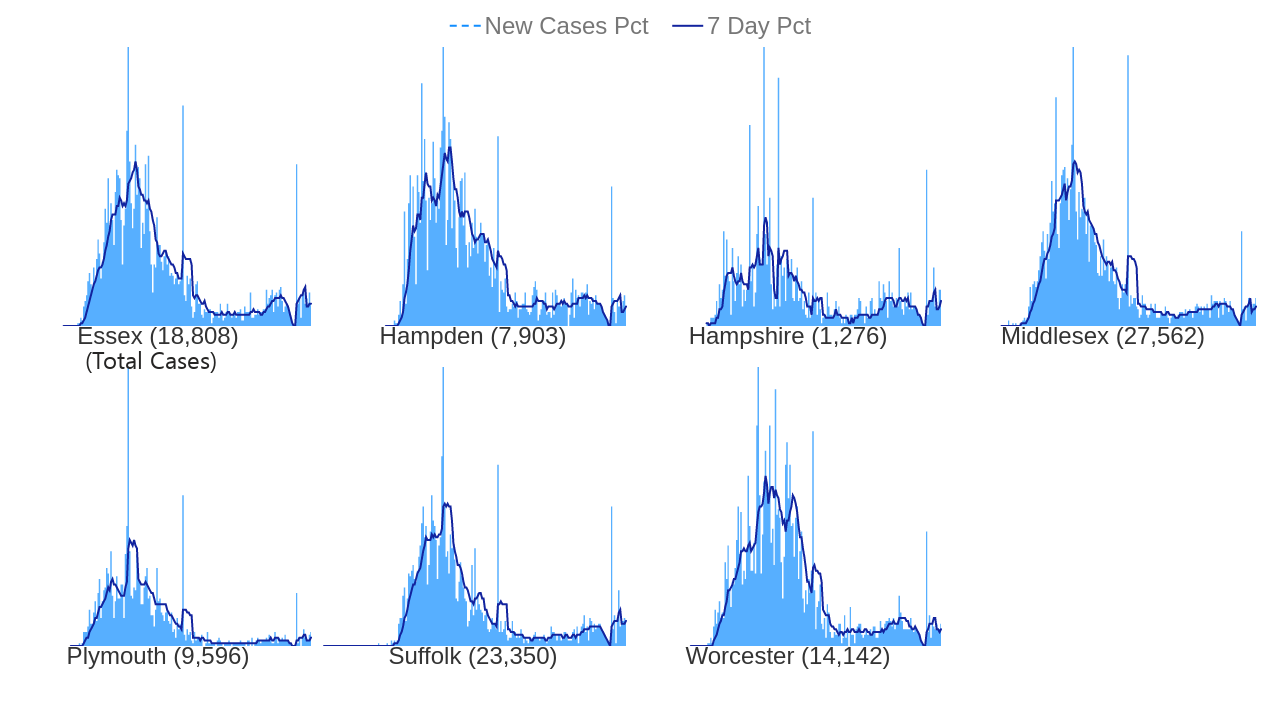 New Cases Pct 7 Day Pct
Essex (18,808) Hampden (7,903) Hampshire (1,276) Middlesex (27,562)
(Total Cases)
Plymouth (9,596) Suffolk (23,350) Worcester (14,142)